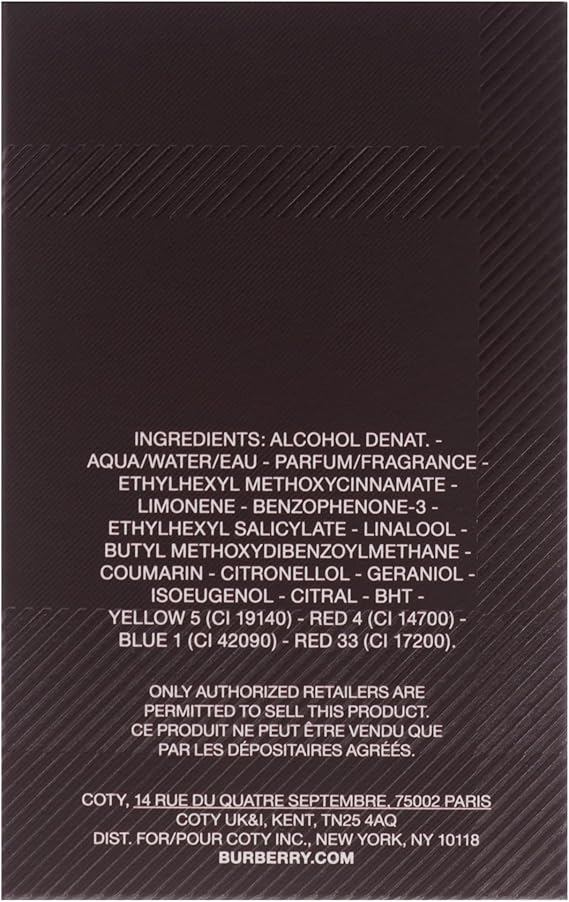 INGREDIENTS: ALCOHOL DENAT. -
AQUA/WATER/EAU - PARFUM/FRAGRANCE -
ETHYLHEXYL METHOXYCINNAMATE -
LIMONENE - BENZOPHENONE-3 -
ETHYLHEXYL SALICYLATE - LINALOOL -
BUTYL METHOXYDIBENZOYLMETHANE -
COUMARIN - CITRONELLOL - GERANIOL -
ISOEUGENOL - CITRAL - BHT -
YELLOW 5 (CI 19140) - RED 4 (CI 14700) -
BLUE 1 (CI 42090) - RED 33 (CI 17200).
ONLY AUTHORIZED RETAILERS ARE
PERMITTED TO SELL THIS PRODUCT.
CE PRODUIT NE PEUT ÊTRE VENDU QUE
PAR LES DÉPOSITAIRES AGRÉÉS.
COTY, 14 RUE DU QUATRE SEPTEMBRE, 75002 PARIS
COTY UK&I, KENT, TN25 4AQ
DIST. FOR/POUR COTY INC., NEW YORK, NY 10118
BURBERRY.COM